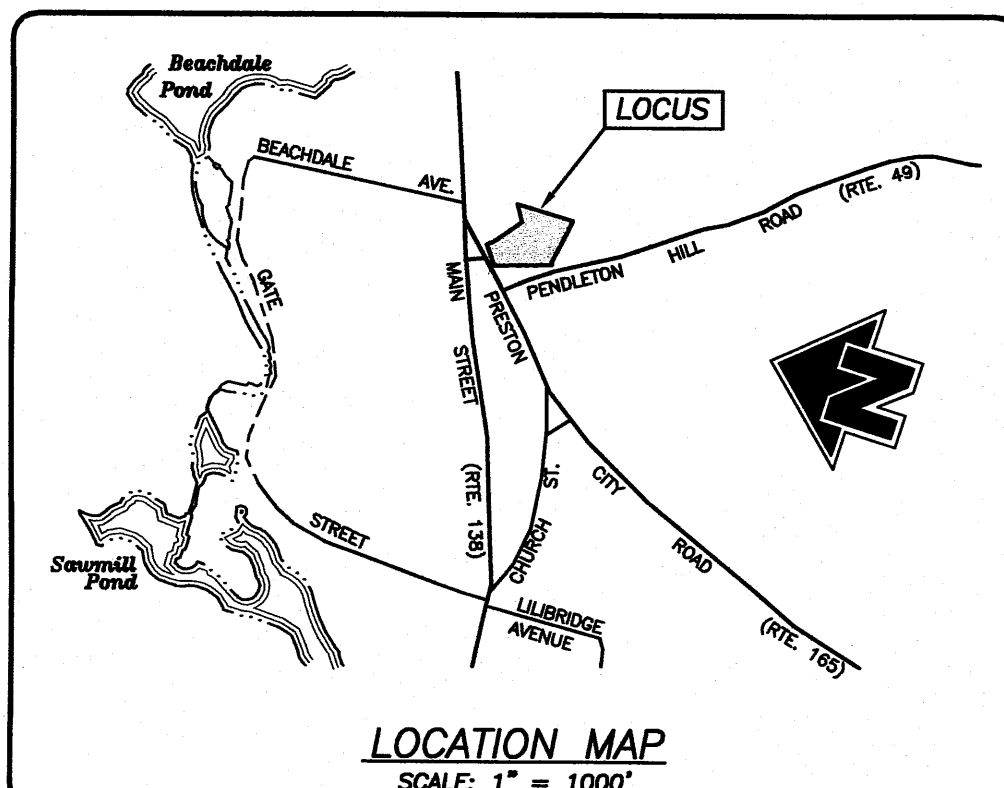 Beachdale
Pond
LOCUS
BEACHDALE AVE.
PENDLETON HILL ROAD (RTE. 49)
GATE STREET
MAIN STREET (RTE. 138)
PRESTON CITY ROAD (RTE. 165)
CHURCH ST.
N
Sawmill
Pond
LILIBRIDGE
AVENUE
LOCATION MAP
SCALE: 1" = 1000'